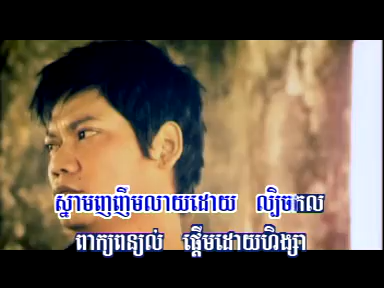 ស្នាមញញឹមលាយដោយ ល្បិចកល
ពាក្យពន្យល់ ផ្ដើមដោយហិង្សា